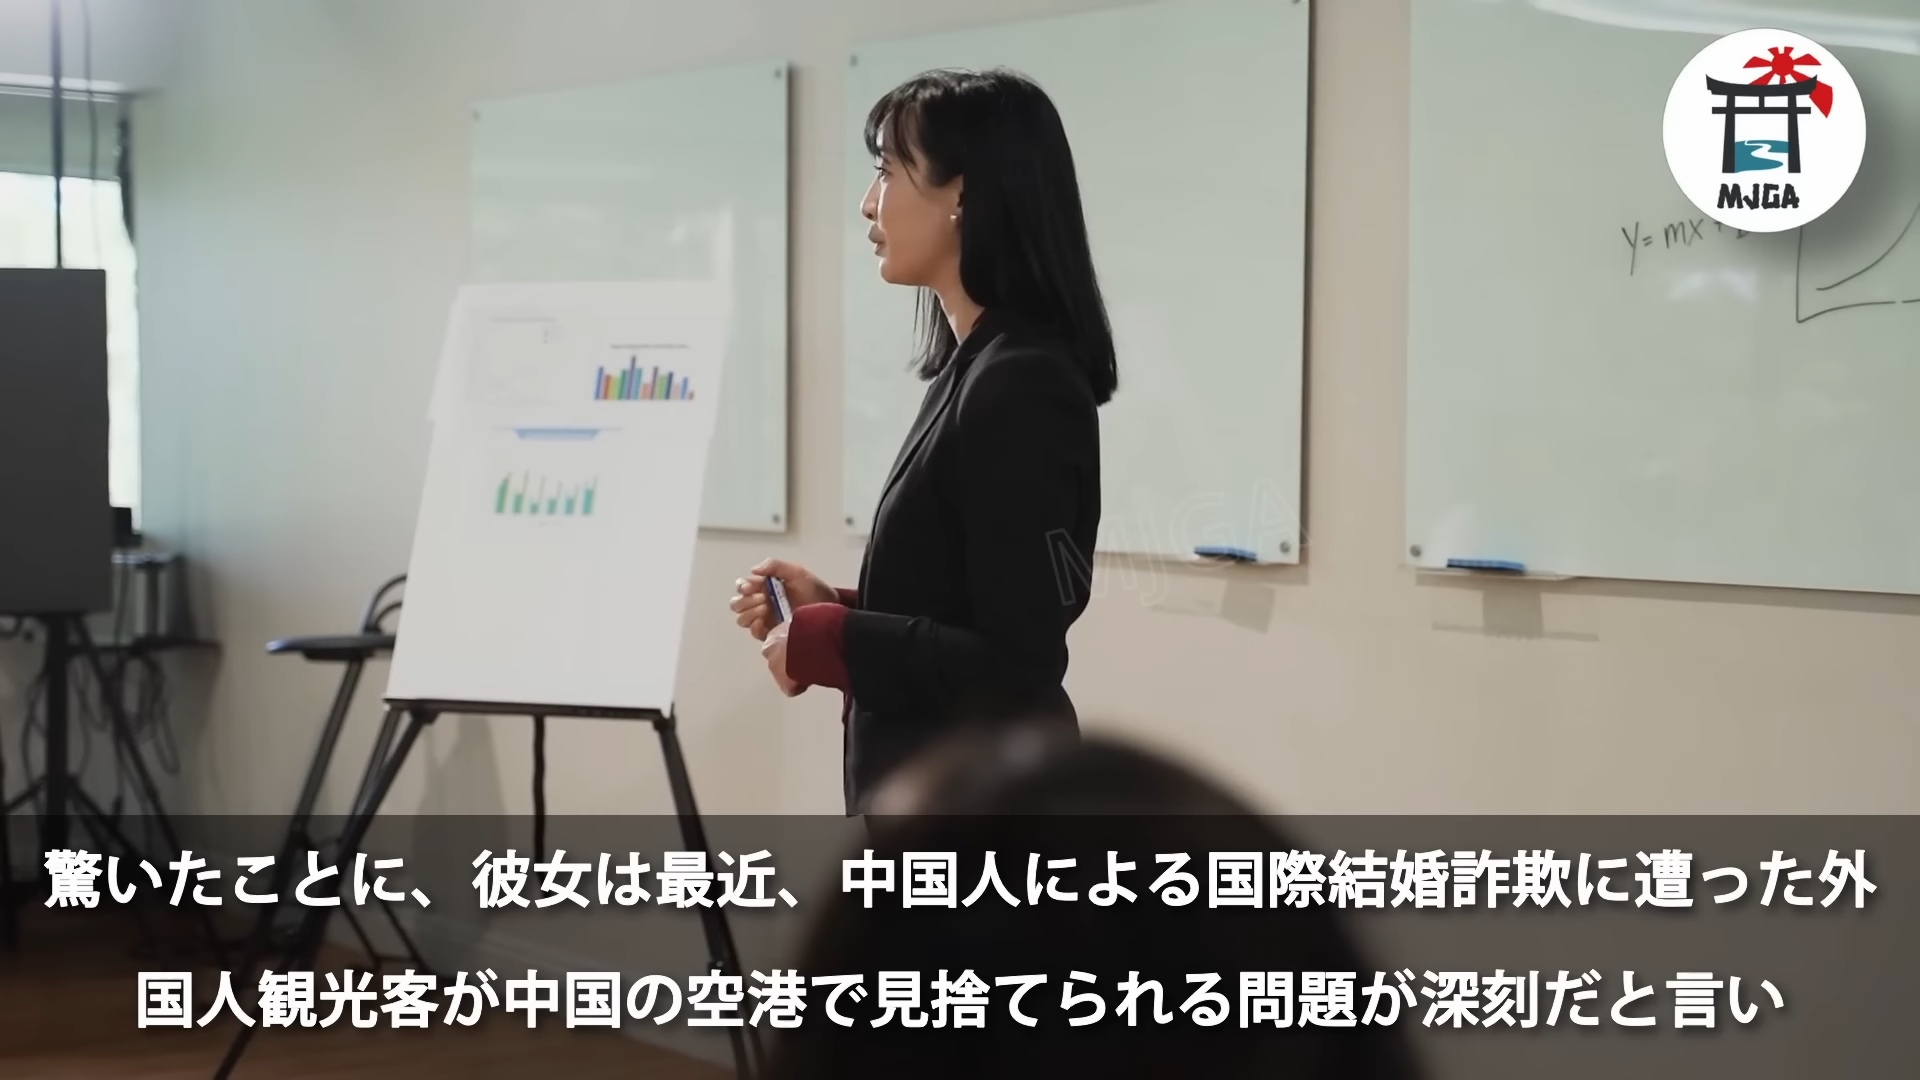 MJGA
Y= mx +
MJGA
驚いたことに、彼女は最近、中国人による国際結婚詐欺に遭った外
国人観光客が中国の空港で見捨てられる問題が深刻だと言い